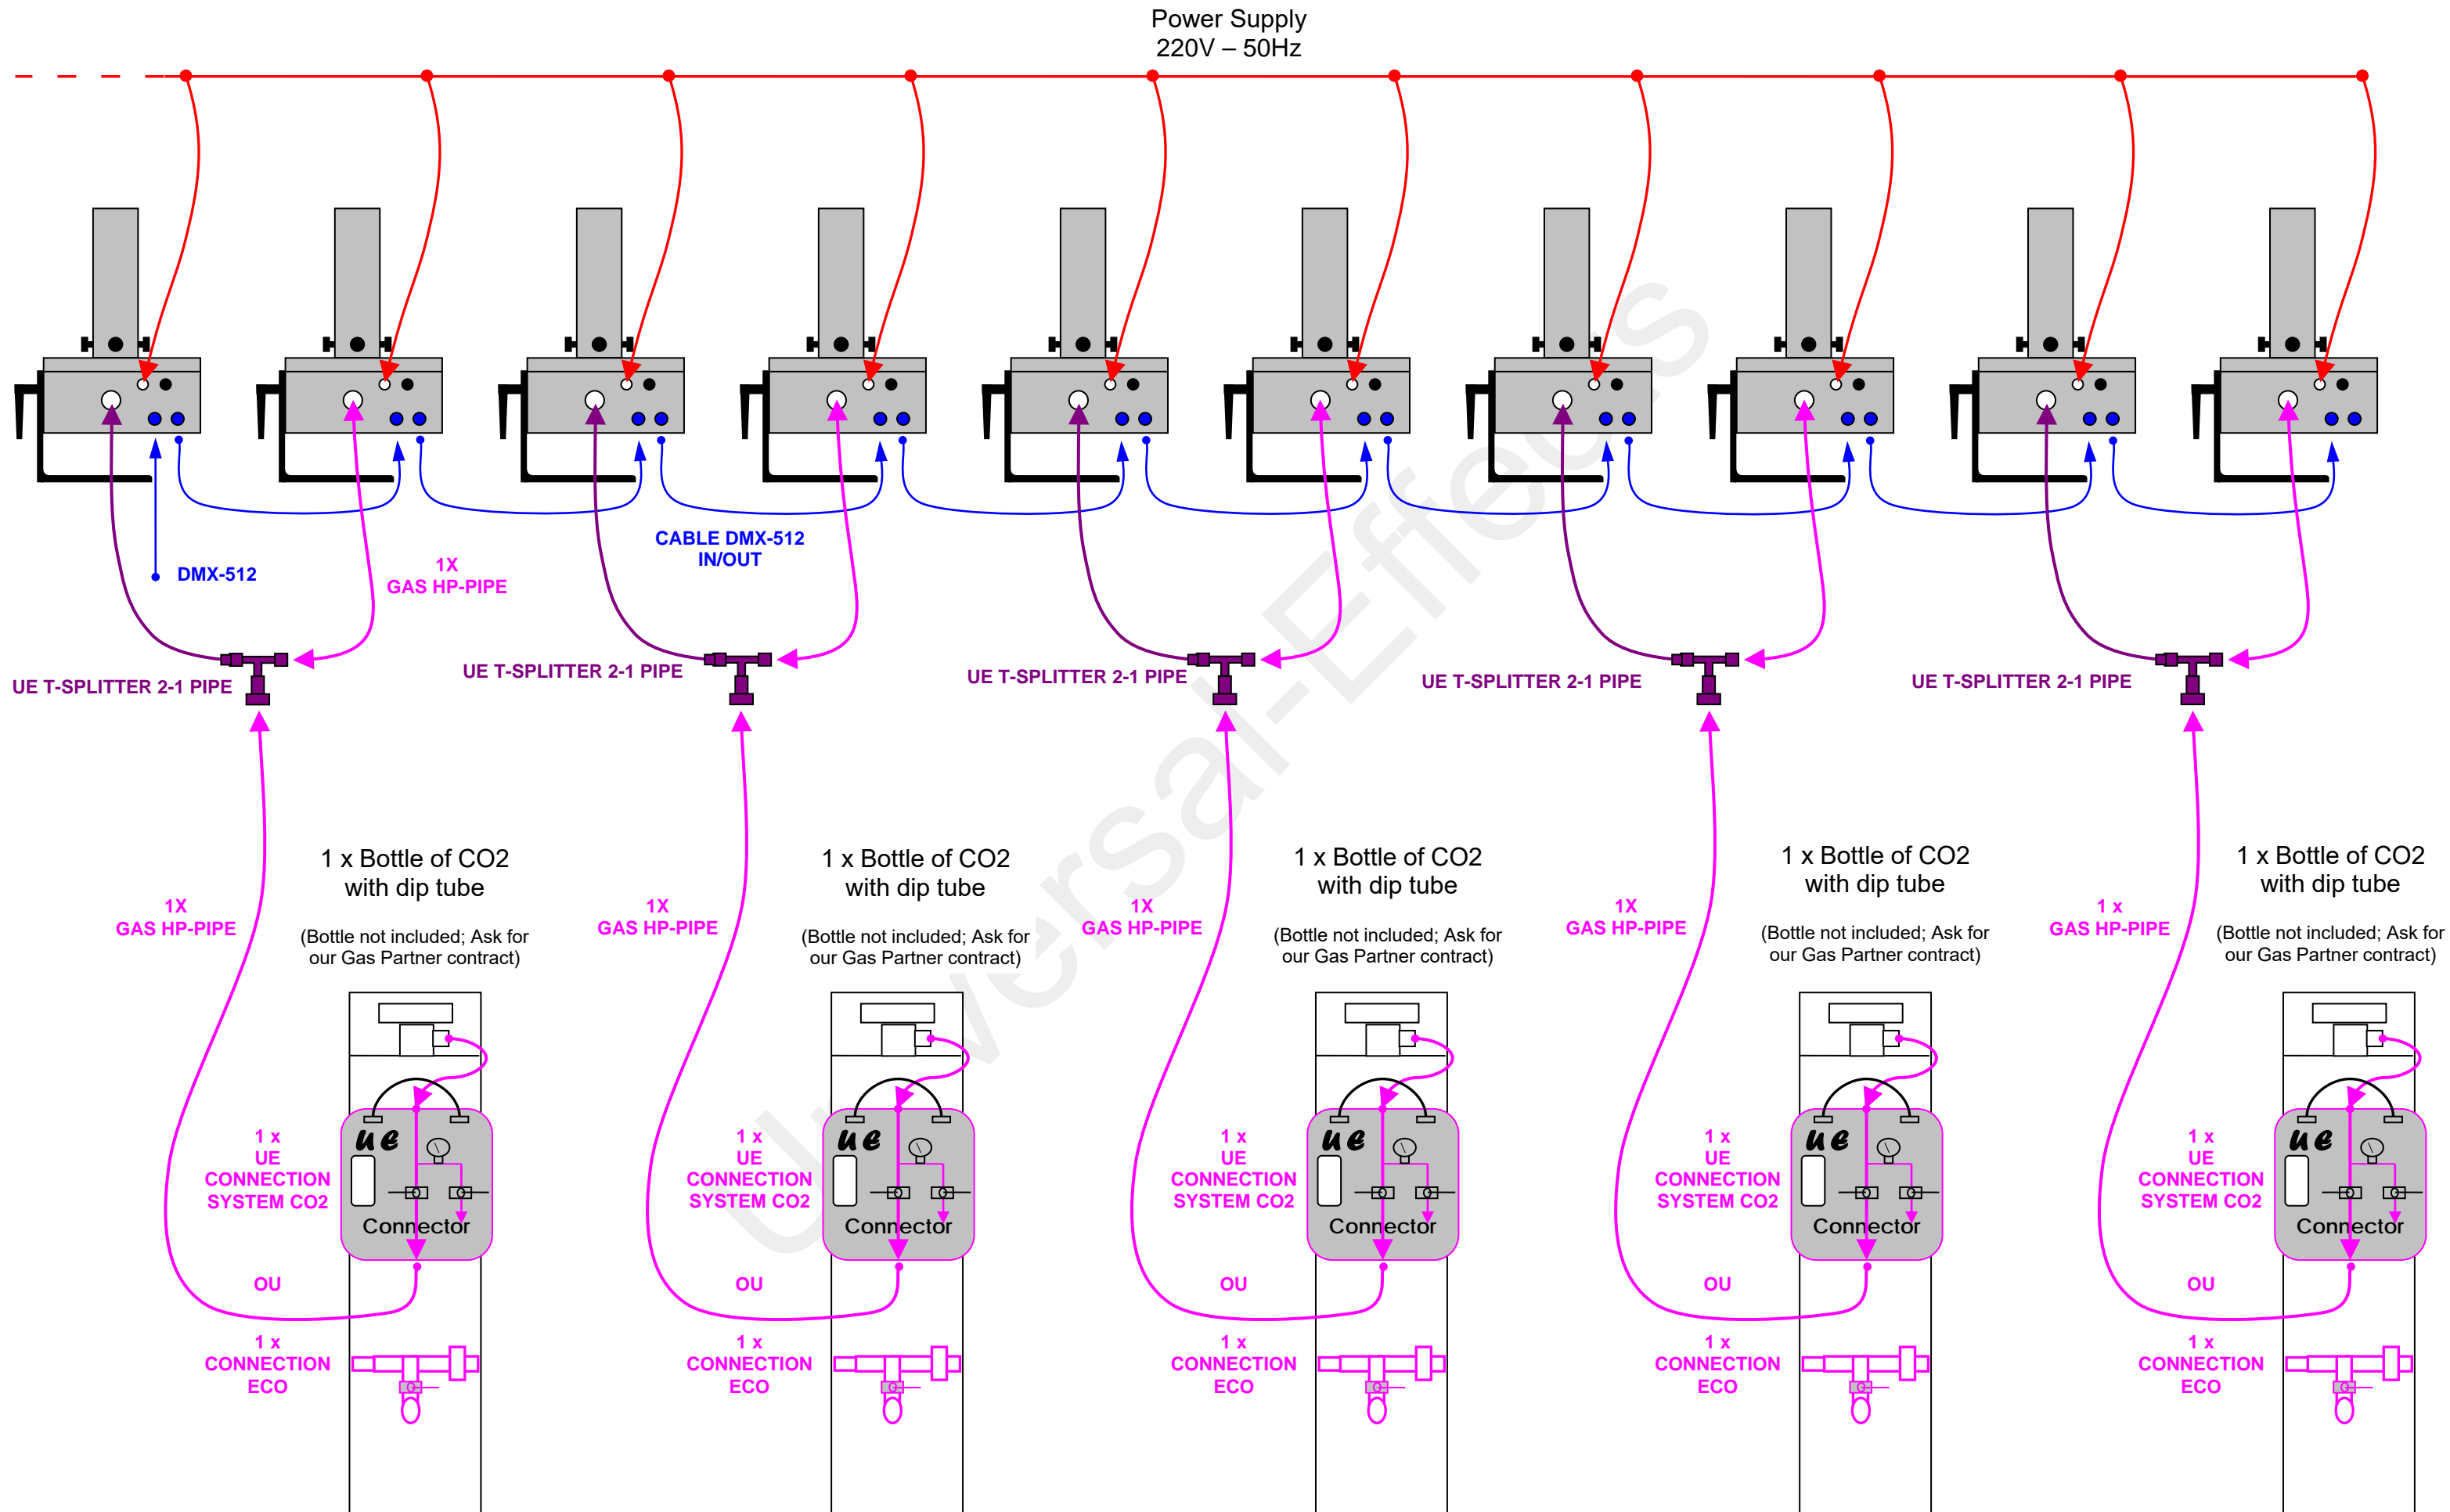 Power Supply
220V – 50Hz
CABLE DMX-512
IN/OUT
DMX-512
1X
GAS HP-PIPE
UE T-SPLITTER 2-1 PIPE
UE T-SPLITTER 2-1 PIPE
UE T-SPLITTER 2-1 PIPE
UE T-SPLITTER 2-1 PIPE
UE T-SPLITTER 2-1 PIPE
1 x Bottle of CO2
with dip tube
(Bottle not included; Ask for
our Gas Partner contract)
1X
GAS HP-PIPE
1 x
UE
CONNECTION
SYSTEM CO2
UE
Connector
OU
1 x
CONNECTION
ECO
1 x Bottle of CO2
with dip tube
(Bottle not included; Ask for
our Gas Partner contract)
1X
GAS HP-PIPE
1 x
UE
CONNECTION
SYSTEM CO2
UE
Connector
OU
1 x
CONNECTION
ECO
1 x Bottle of CO2
with dip tube
(Bottle not included; Ask for
our Gas Partner contract)
1X
GAS HP-PIPE
1 x
UE
CONNECTION
SYSTEM CO2
UE
Connector
OU
1 x
CONNECTION
ECO
1 x Bottle of CO2
with dip tube
(Bottle not included; Ask for
our Gas Partner contract)
1X
GAS HP-PIPE
1 x
UE
CONNECTION
SYSTEM CO2
UE
Connector
OU
1 x
CONNECTION
ECO
1 x Bottle of CO2
with dip tube
(Bottle not included; Ask for
our Gas Partner contract)
1 x
GAS HP-PIPE
1 x
UE
CONNECTION
SYSTEM CO2
UE
Connector
OU
1 x
CONNECTION
ECO
Universal-Effects